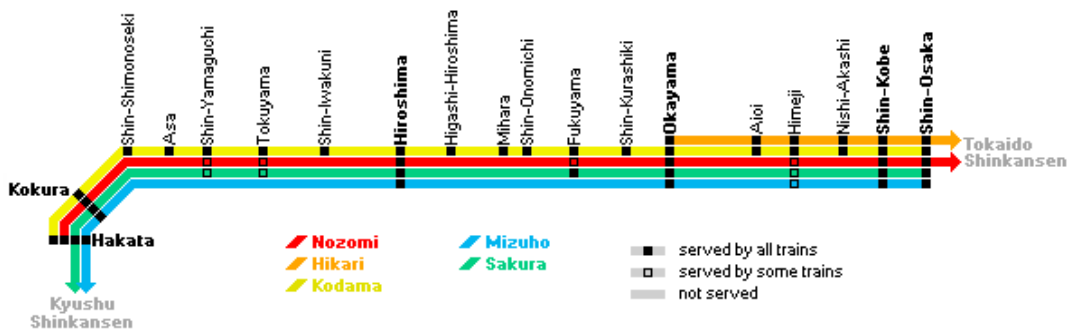 Shin-Shimonoseki
Asa
Shin-Yamaguchi
Tokuyama
Shin-Iwakuni
Hiroshima
Higashi-Hiroshima
Mihara
Shin-Onomichi
Fukuyama
Shin-Kurashiki
Okayama
Aioi
Himeji
Nishi-Akashi
Shin-Kobe
Shin-Osaka
Tokaido
Shinkansen
Kokura
Hakata
Kyushu
Shinkansen
Nozomi
Hikari
Kodama
Mizuho
Sakura
served by all trains
served by some trains
not served